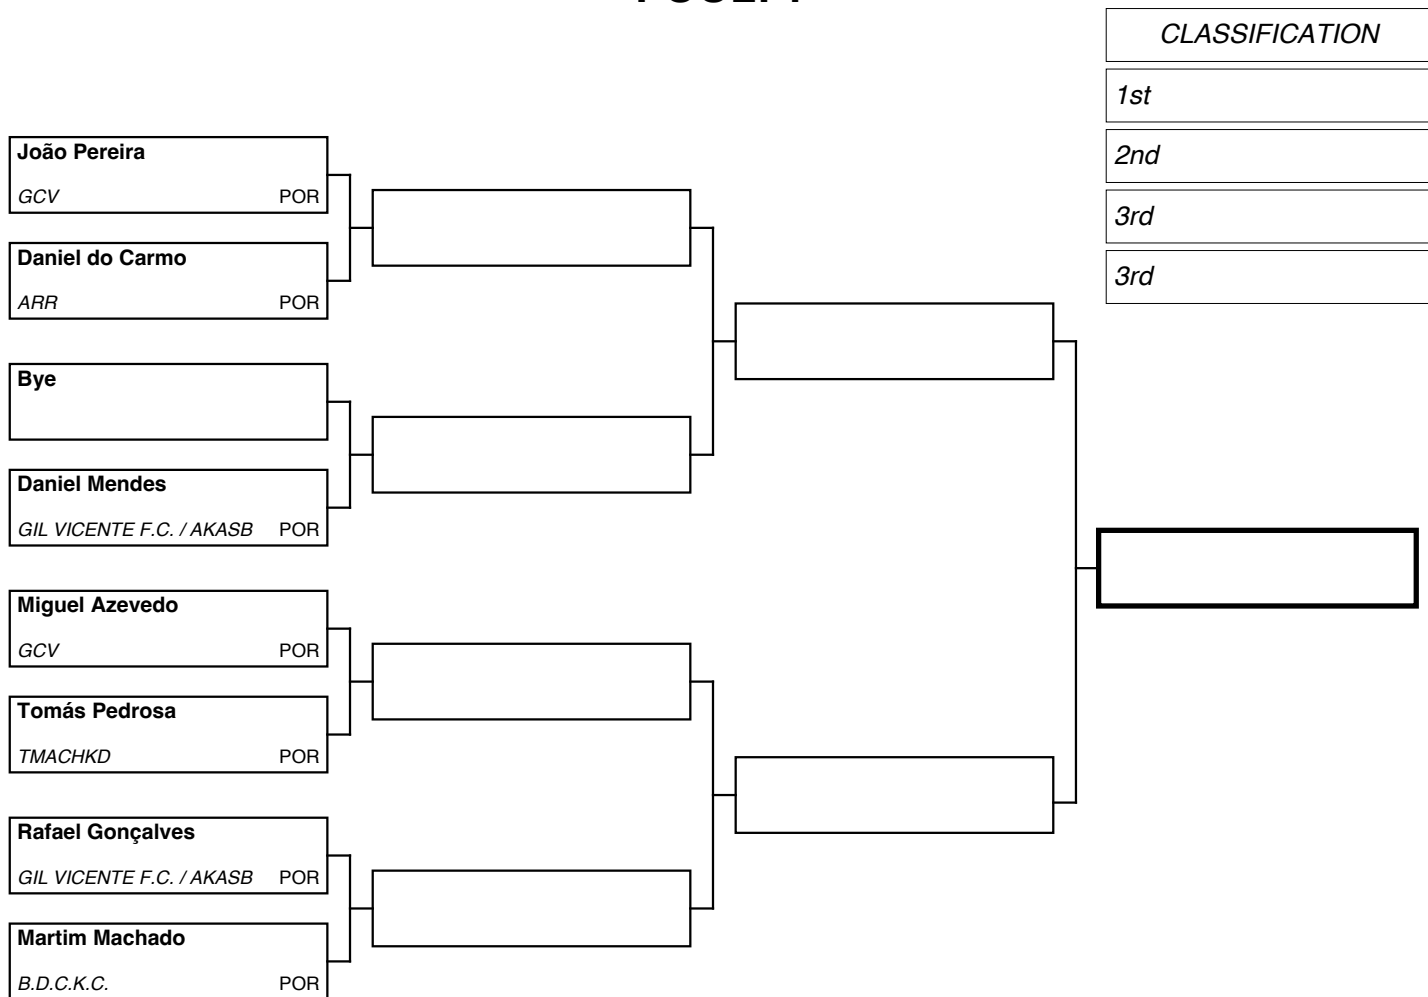 CLASSIFICATION
1st
2nd
3rd
3rd
João Pereira
GCV POR
Daniel do Carmo
ARR POR
Bye
Daniel Mendes
GIL VICENTE F.C. / AKASB POR
Miguel Azevedo
GCV POR
Tomás Pedrosa
TMACHKD POR
Rafael Gonçalves
GIL VICENTE F.C. / AKASB POR
Martim Machado
B.D.C.K.C. POR